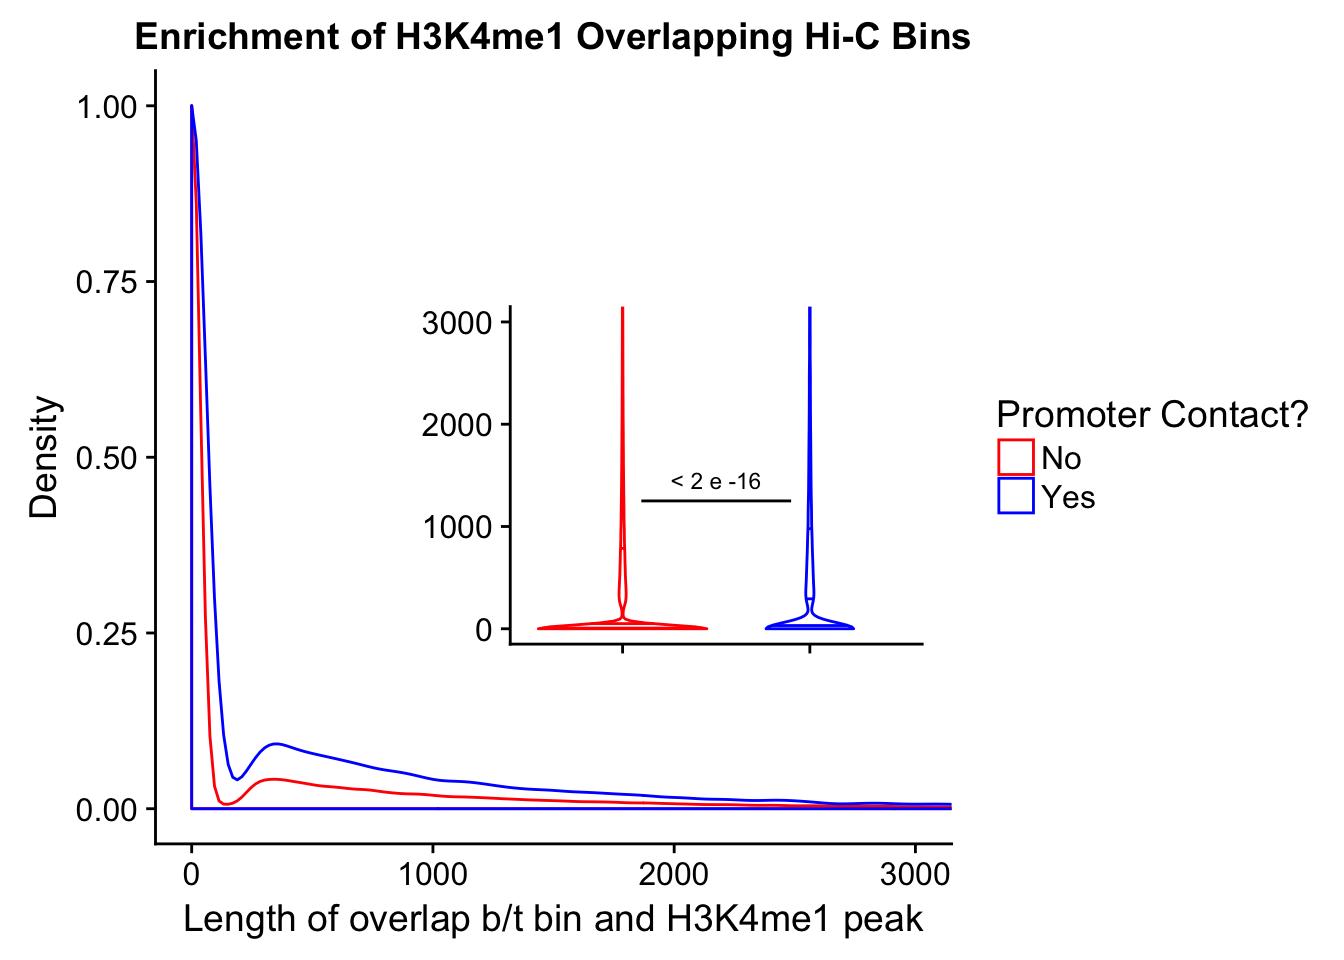 Enrichment of H3K4me1 Overlapping Hi-C Bins
1.00
0.75
0.50
0.25
0.00
Density
0
1000
2000
3000
Length of overlap b/t bin and H3K4me1 peak
3000
2000
1000
0
< 2 e -16
Promoter Contact?
No
Yes